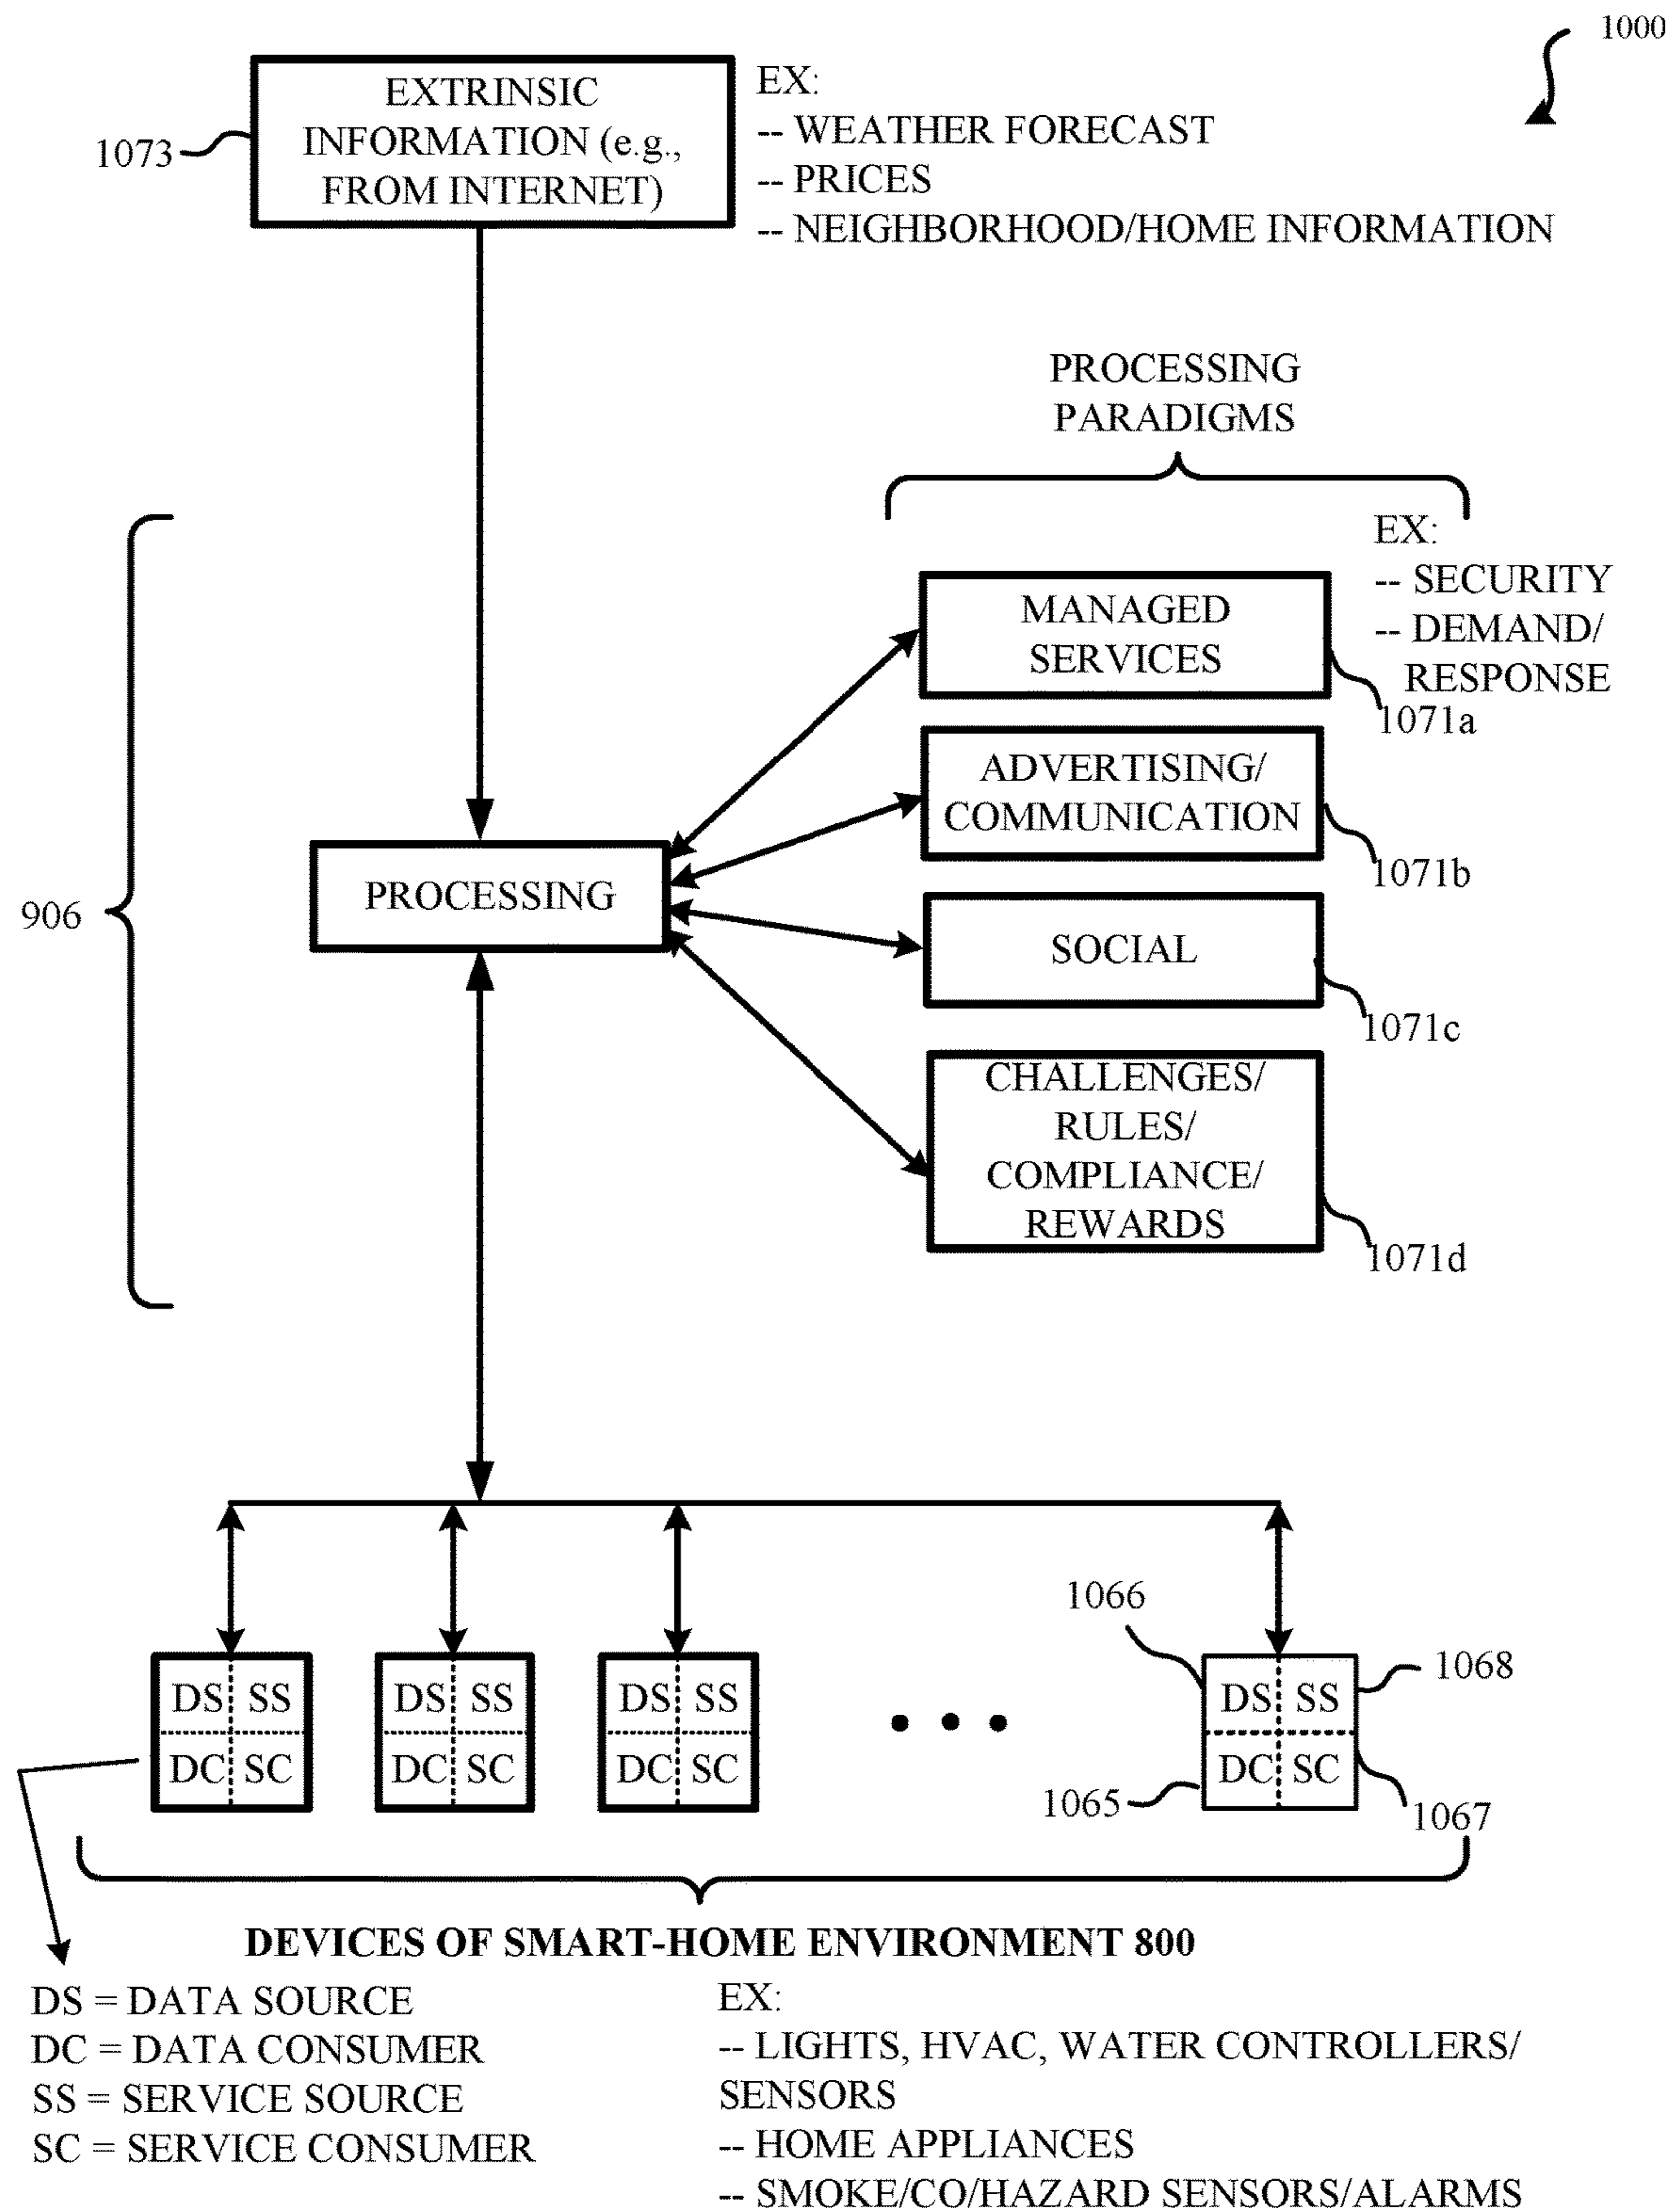 1000
EXTRINSIC
INFORMATION (e.g.,
FROM INTERNET)
1073
EX:
-- WEATHER FORECAST
-- PRICES
-- NEIGHBORHOOD/HOME INFORMATION
PROCESSING
PARADIGMS
EX:
-- SECURITY
-- DEMAND/
RESPONSE
MANAGED
SERVICES
1071a
ADVERTISING/
COMMUNICATION
1071b
906
PROCESSING
SOCIAL
1071c
CHALLENGES/
RULES/
COMPLIANCE/
REWARDS
1071d
1066
1068
DS SS
DC SC
DS SS
DC SC
DS SS
DC SC
DS SS
DC SC
1065
1067
DEVICES OF SMART-HOME ENVIRONMENT 800
DS = DATA SOURCE
DC = DATA CONSUMER
SS = SERVICE SOURCE
SC = SERVICE CONSUMER
EX:
-- LIGHTS, HVAC, WATER CONTROLLERS/
SENSORS
-- HOME APPLIANCES
-- SMOKE/CO/HAZARD SENSORS/ALARMS